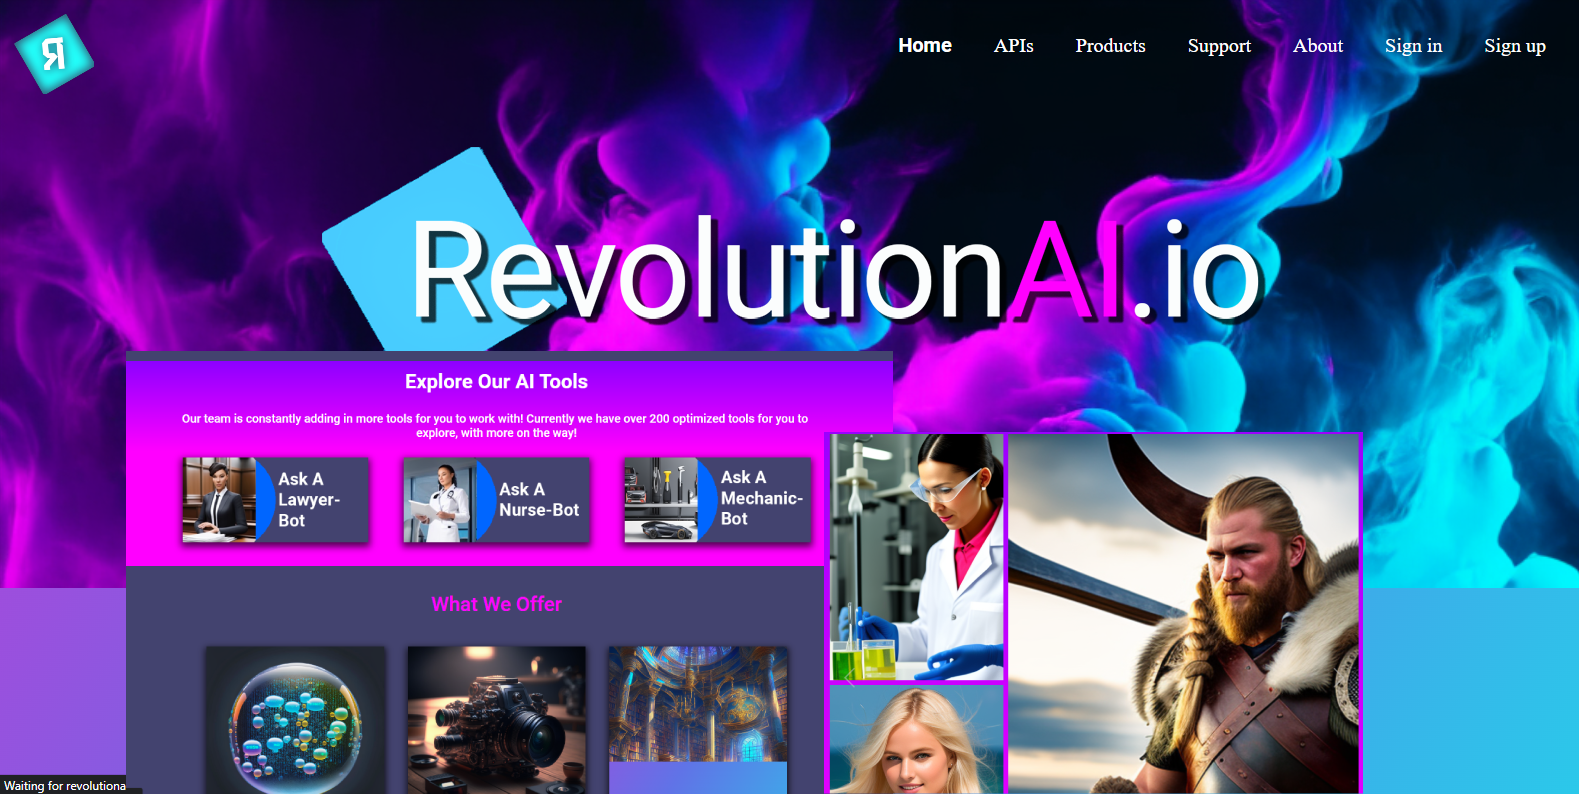 R
Home APIs Products Support About Sign in Sign up
RevolutionAI.io
Explore Our AI Tools
Our team is constantly adding in more tools for you to work with! Currently we have over 200 optimized tools for you to
explore, with more on the way!
Ask A
Lawyer-
Bot
Ask A
Nurse-Bot
Ask A
Mechanic-
Bot
What We Offer
Waiting for revolutiona